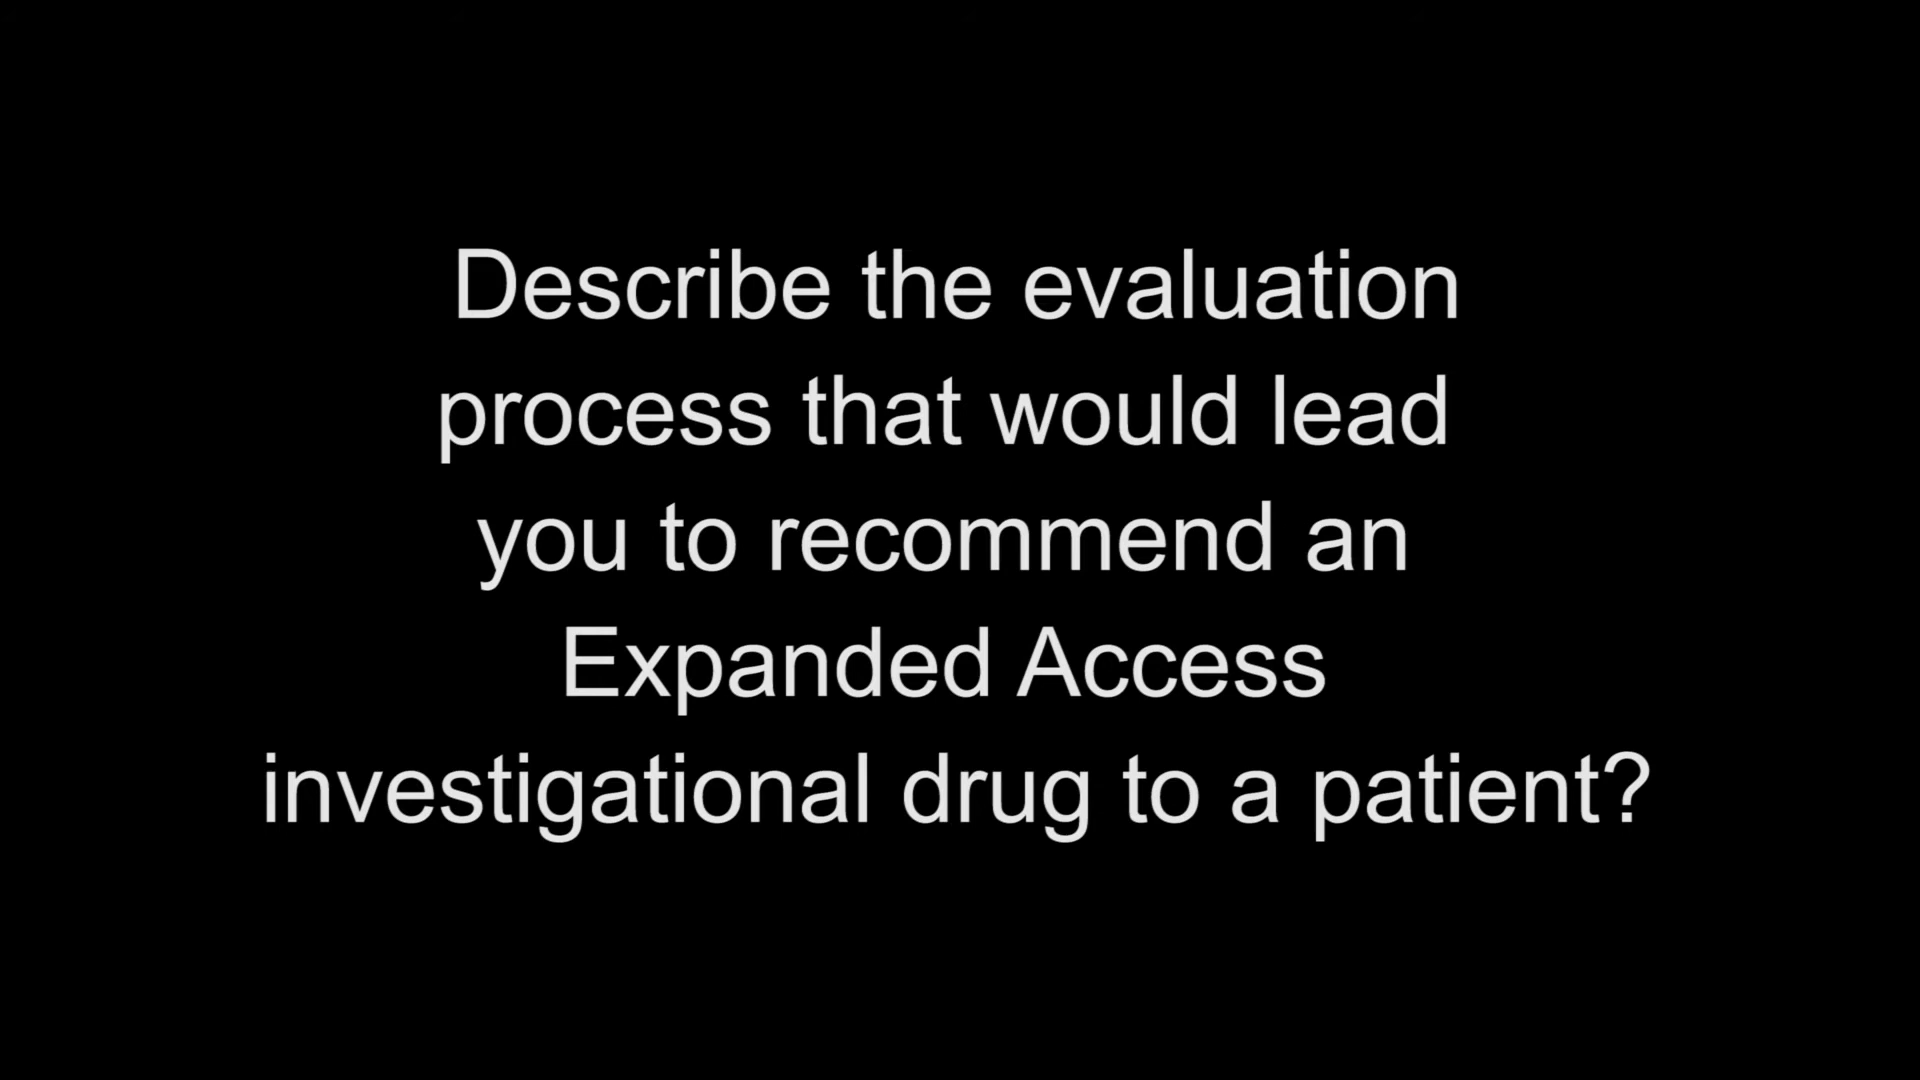 Describe the evaluation
process that would lead
you to recommend an
Expanded Access
investigational drug to a patient?